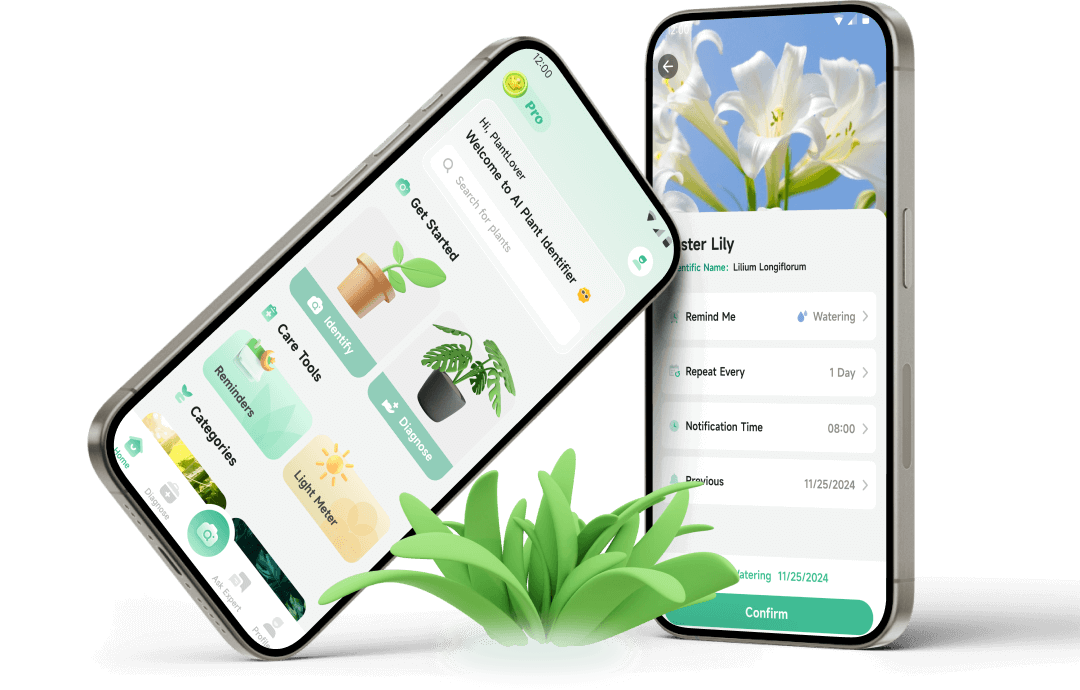 12:00
Pro
Hi, PlantLover
Welcome to AI Plant Identifier
Search for plants
Get Started
Identify
Diagnose
Care Tools
Reminders
Light Meter
Categories
Home
Diagnose
Ask Expert
Profile
12:00
ster Lily
entific Name: Lilium Longiflorum
Remind Me Watering
Repeat Every 1 Day
Notification Time 08:00
Previous 11/25/2024
Watering 11/25/2024
Confirm